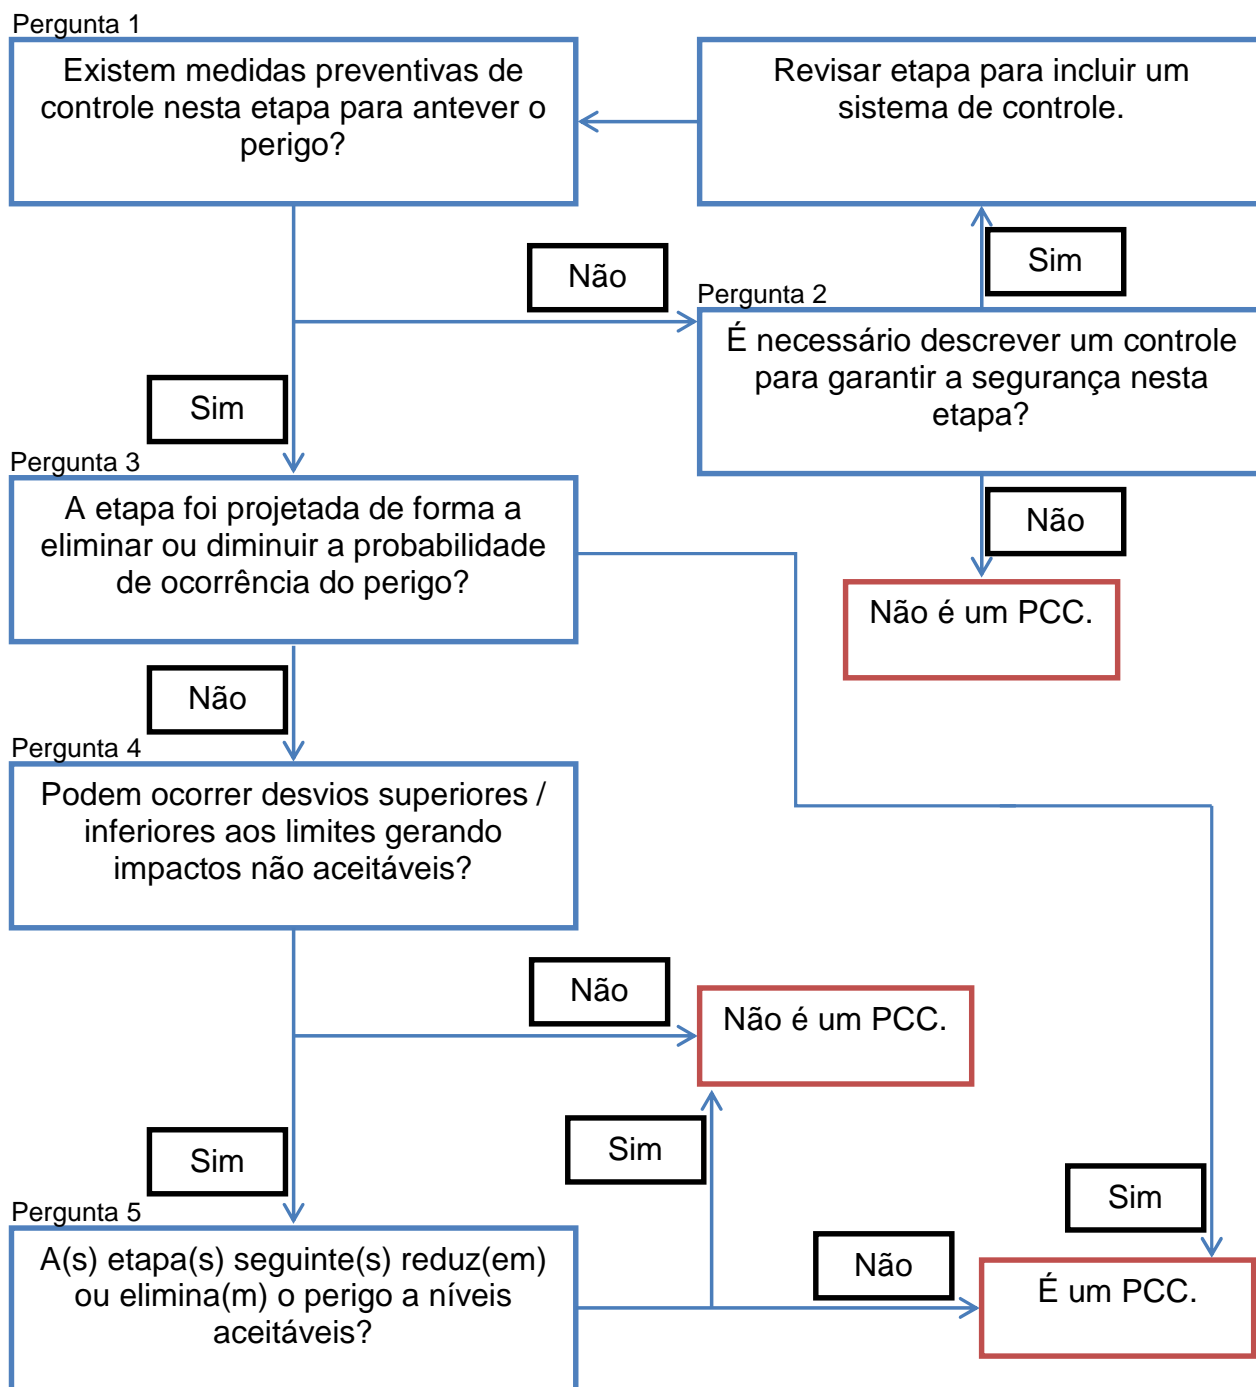 Pergunta 1
Existem medidas preventivas de
controle nesta etapa para antever o
perigo?
Revisar etapa para incluir um
sistema de controle.
Não
Sim
Pergunta 2
É necessário descrever um controle
para garantir a segurança nesta
etapa?
Sim
Pergunta 3
A etapa foi projetada de forma a
eliminar ou diminuir a probabilidade
de ocorrência do perigo?
Não
Não é um PCC.
Não
Pergunta 4
Podem ocorrer desvios superiores /
inferiores aos limites gerando
impactos não aceitáveis?
Não
Não é um PCC.
Sim
Sim
Sim
Pergunta 5
A(s) etapa(s) seguinte(s) reduz(em)
ou elimina(m) o perigo a níveis
aceitáveis?
Não
É um PCC.